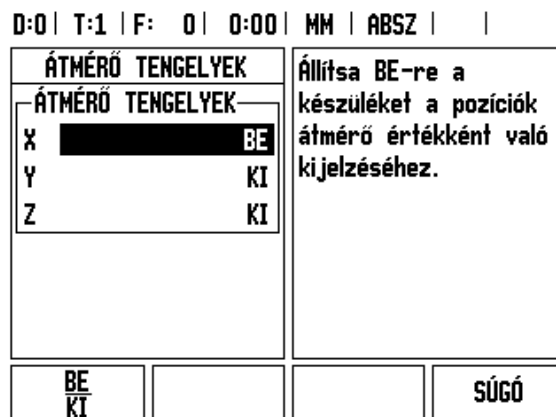 D:0 | T:1 | F: 0 | 0:00 | MM | ABSZ | |
ÁTMÉRŐ TENGELYEK
ÁTMÉRŐ TENGELYEK
X BE
Y KI
Z KI
Állítsa BE-re a
készüléket a pozíciók
átmérő értékként való
kijelzéséhez.
BE
KI
SÚGÓ